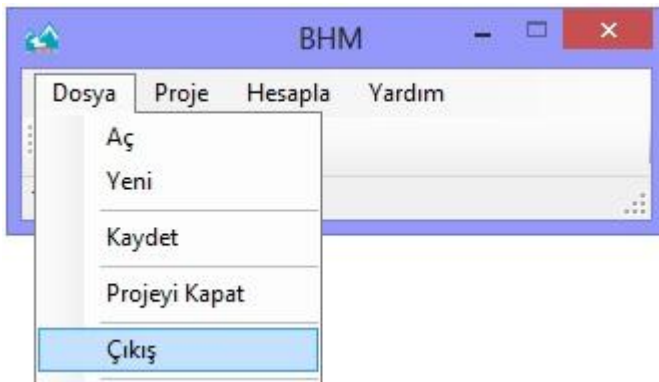 BHM
Dosya Proje Hesapla Yardım
Aç
Yeni
Kaydet
Projeyi Kapat
Çıkış